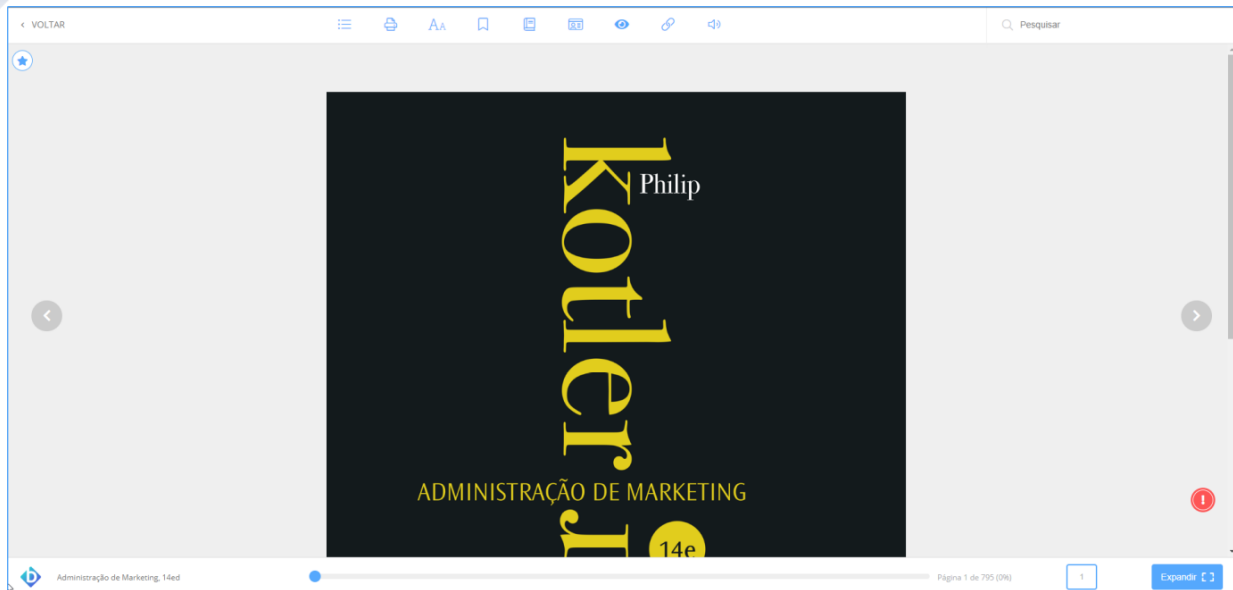 ‹ VOLTAR
AA
Pesquisar
Philip
kotler
ADMINISTRAÇÃO DE MARKETING
14e
D
Administração de Marketing, 14ed
Página 1 de 795 (0%)
1
Expandir